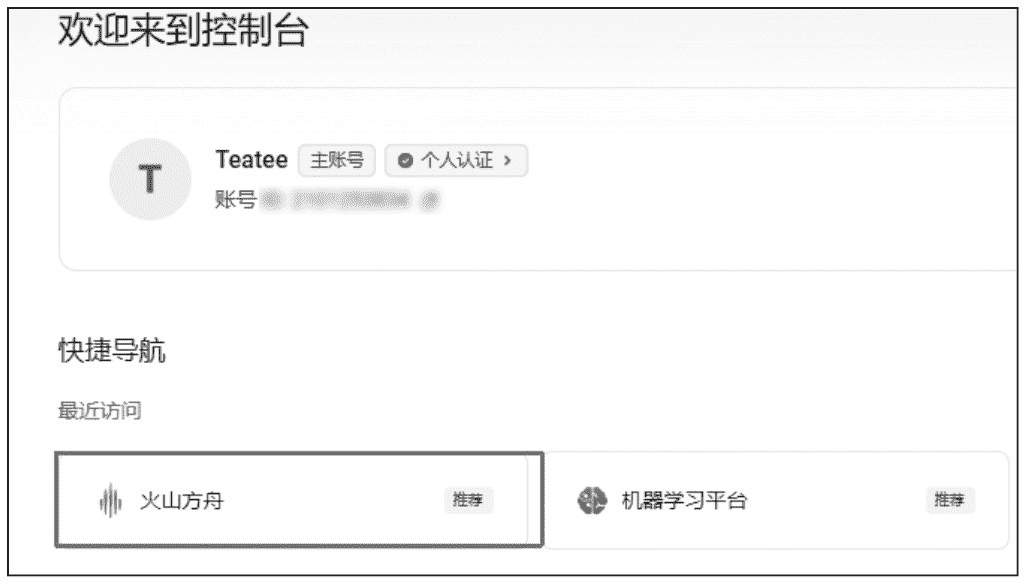 欢迎来到控制台
T
Teatee 主账号 个人认证 >
账号
快捷导航
最近访问
火山方舟 推荐 机器学习平台 推荐